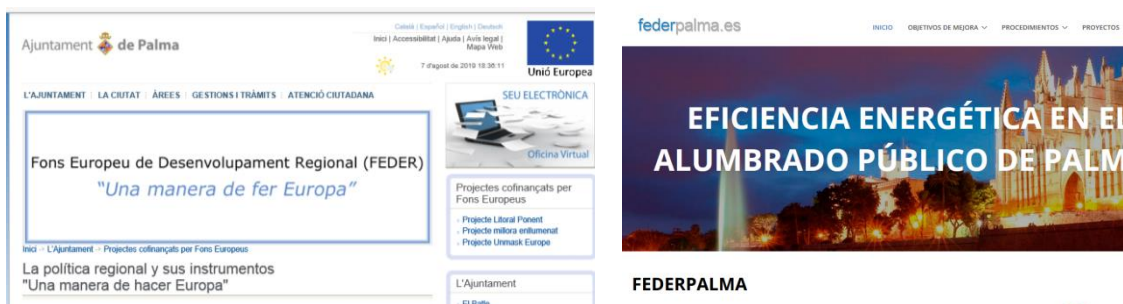 Ajuntament de Palma
Català | Español | English | Deutsch
Inici | Accessibilitat | Ajuda | Avís legal |
Mapa Web
7 d'agost de 2019 18:36:11
Unió Europea
L'AJUNTAMENT | LA CIUTAT | ÀREES | GESTIONS I TRÀMITS | ATENCIÓ CIUTADANA
Fons Europeu de Desenvolupament Regional (FEDER)
"Una manera de fer Europa"
Inici -> L'Ajuntament -> Projectes cofinançats per Fons Europeus
La política regional y sus instrumentos
"Una manera de hacer Europa"
SEU ELECTRÒNICA
Oficina Virtual
Projectes cofinançats per
Fons Europeus
Projecte Litoral Ponent
Projecte millora enllumenat
Projecte Unmask Europe
L'Ajuntament
El Batle
federpalma.es
INICIO OBJETIVOS DE MEJORA PROCEDIMIENTOS PROYECTOS
EFICIENCIA ENERGÉTICA EN EL
ALUMBRADO PÚBLICO DE PALM
FEDERPALMA